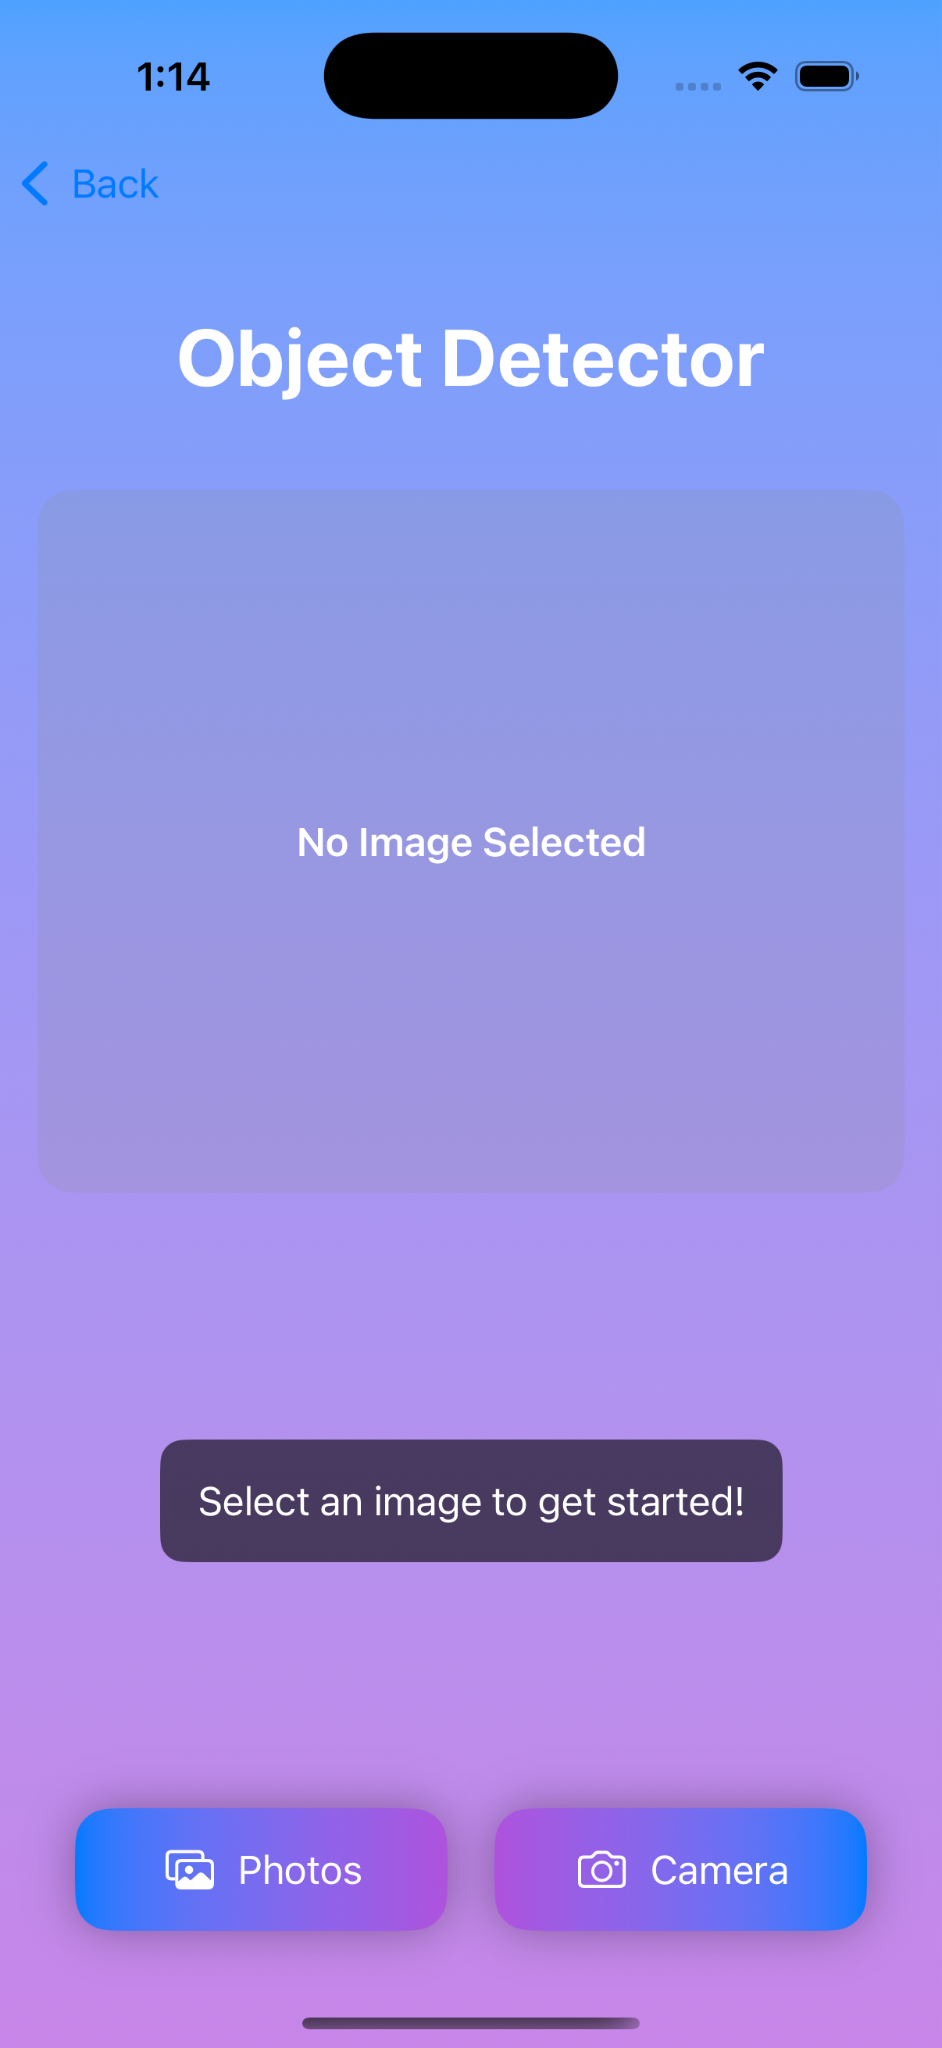 1:14
Back
Object Detector
No Image Selected
Select an image to get started!
Photos
Camera